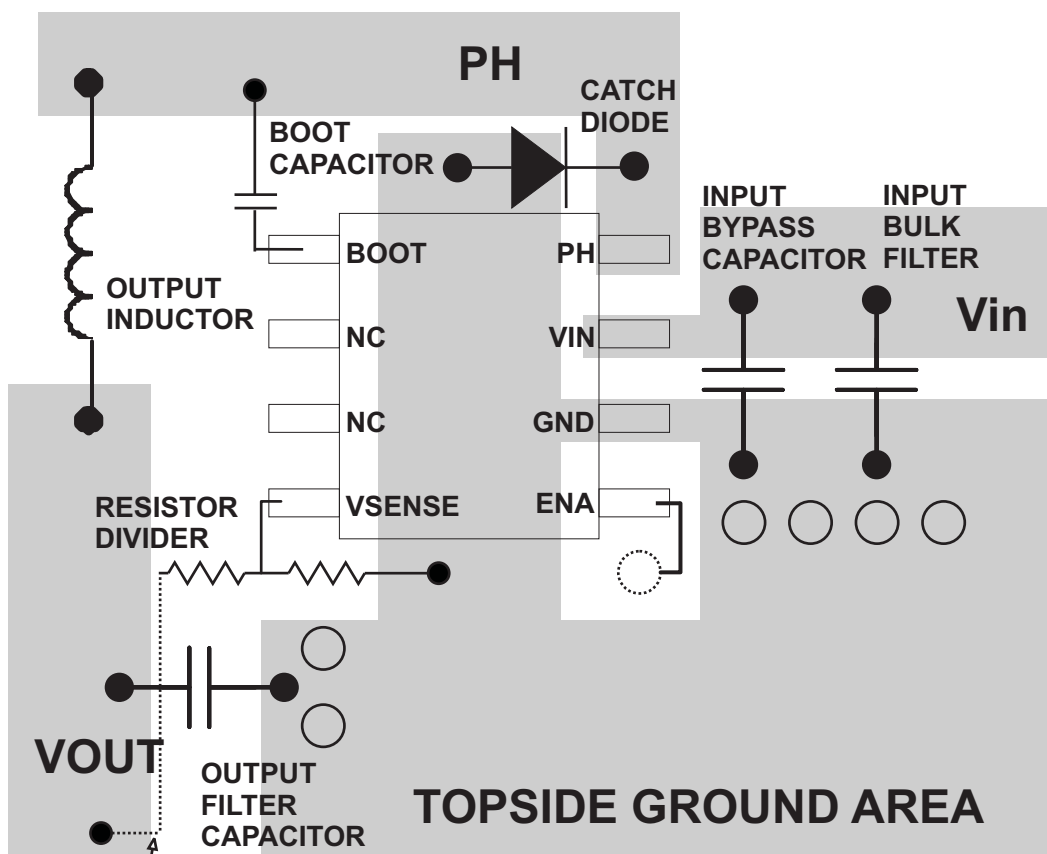 PH
CATCH
DIODE
BOOT
CAPACITOR
INPUT
BYPASS
CAPACITOR
INPUT
BULK
FILTER
BOOT
PH
OUTPUT
INDUCTOR
Vin
NC
VIN
NC
GND
RESISTOR
DIVIDER
VSENSE
ENA
VOUT
OUTPUT
FILTER
CAPACITOR
TOPSIDE GROUND AREA